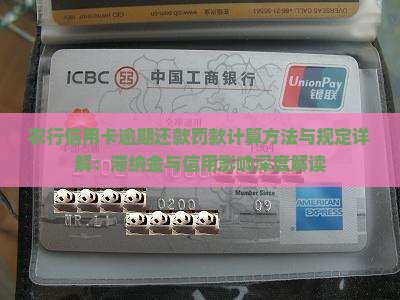 ICBC 中国工商银行
UnionPay
银联
农行信用卡逾期还款罚款计算方法与规定详
解：滞纳金与信用影响深度解读
0200 09
MR.
AMERICAN
EXPRESS